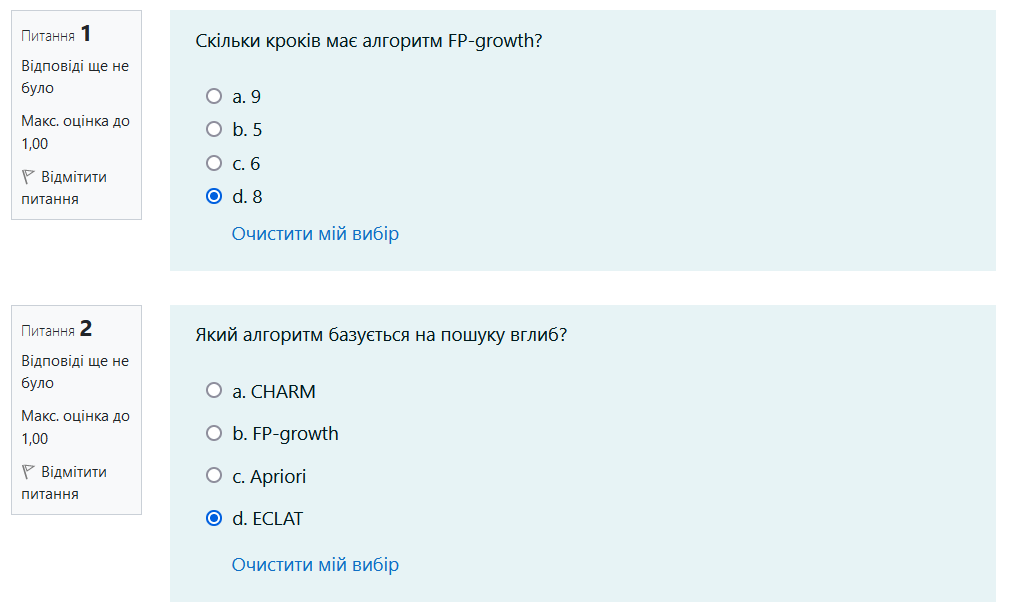 Питання 1
Відповіді ще не
було
Макс. оцінка до
1,00
Відмітити
питання
Скільки кроків має алгоритм FP-growth?
a. 9
b. 5
c. 6
d. 8
Очистити мій вибір
Питання 2
Відповіді ще не
було
Макс. оцінка до
1,00
Відмітити
питання
Який алгоритм базується на пошуку вглиб?
a. CHARM
b. FP-growth
c. Apriori
d. ECLAT
Очистити мій вибір